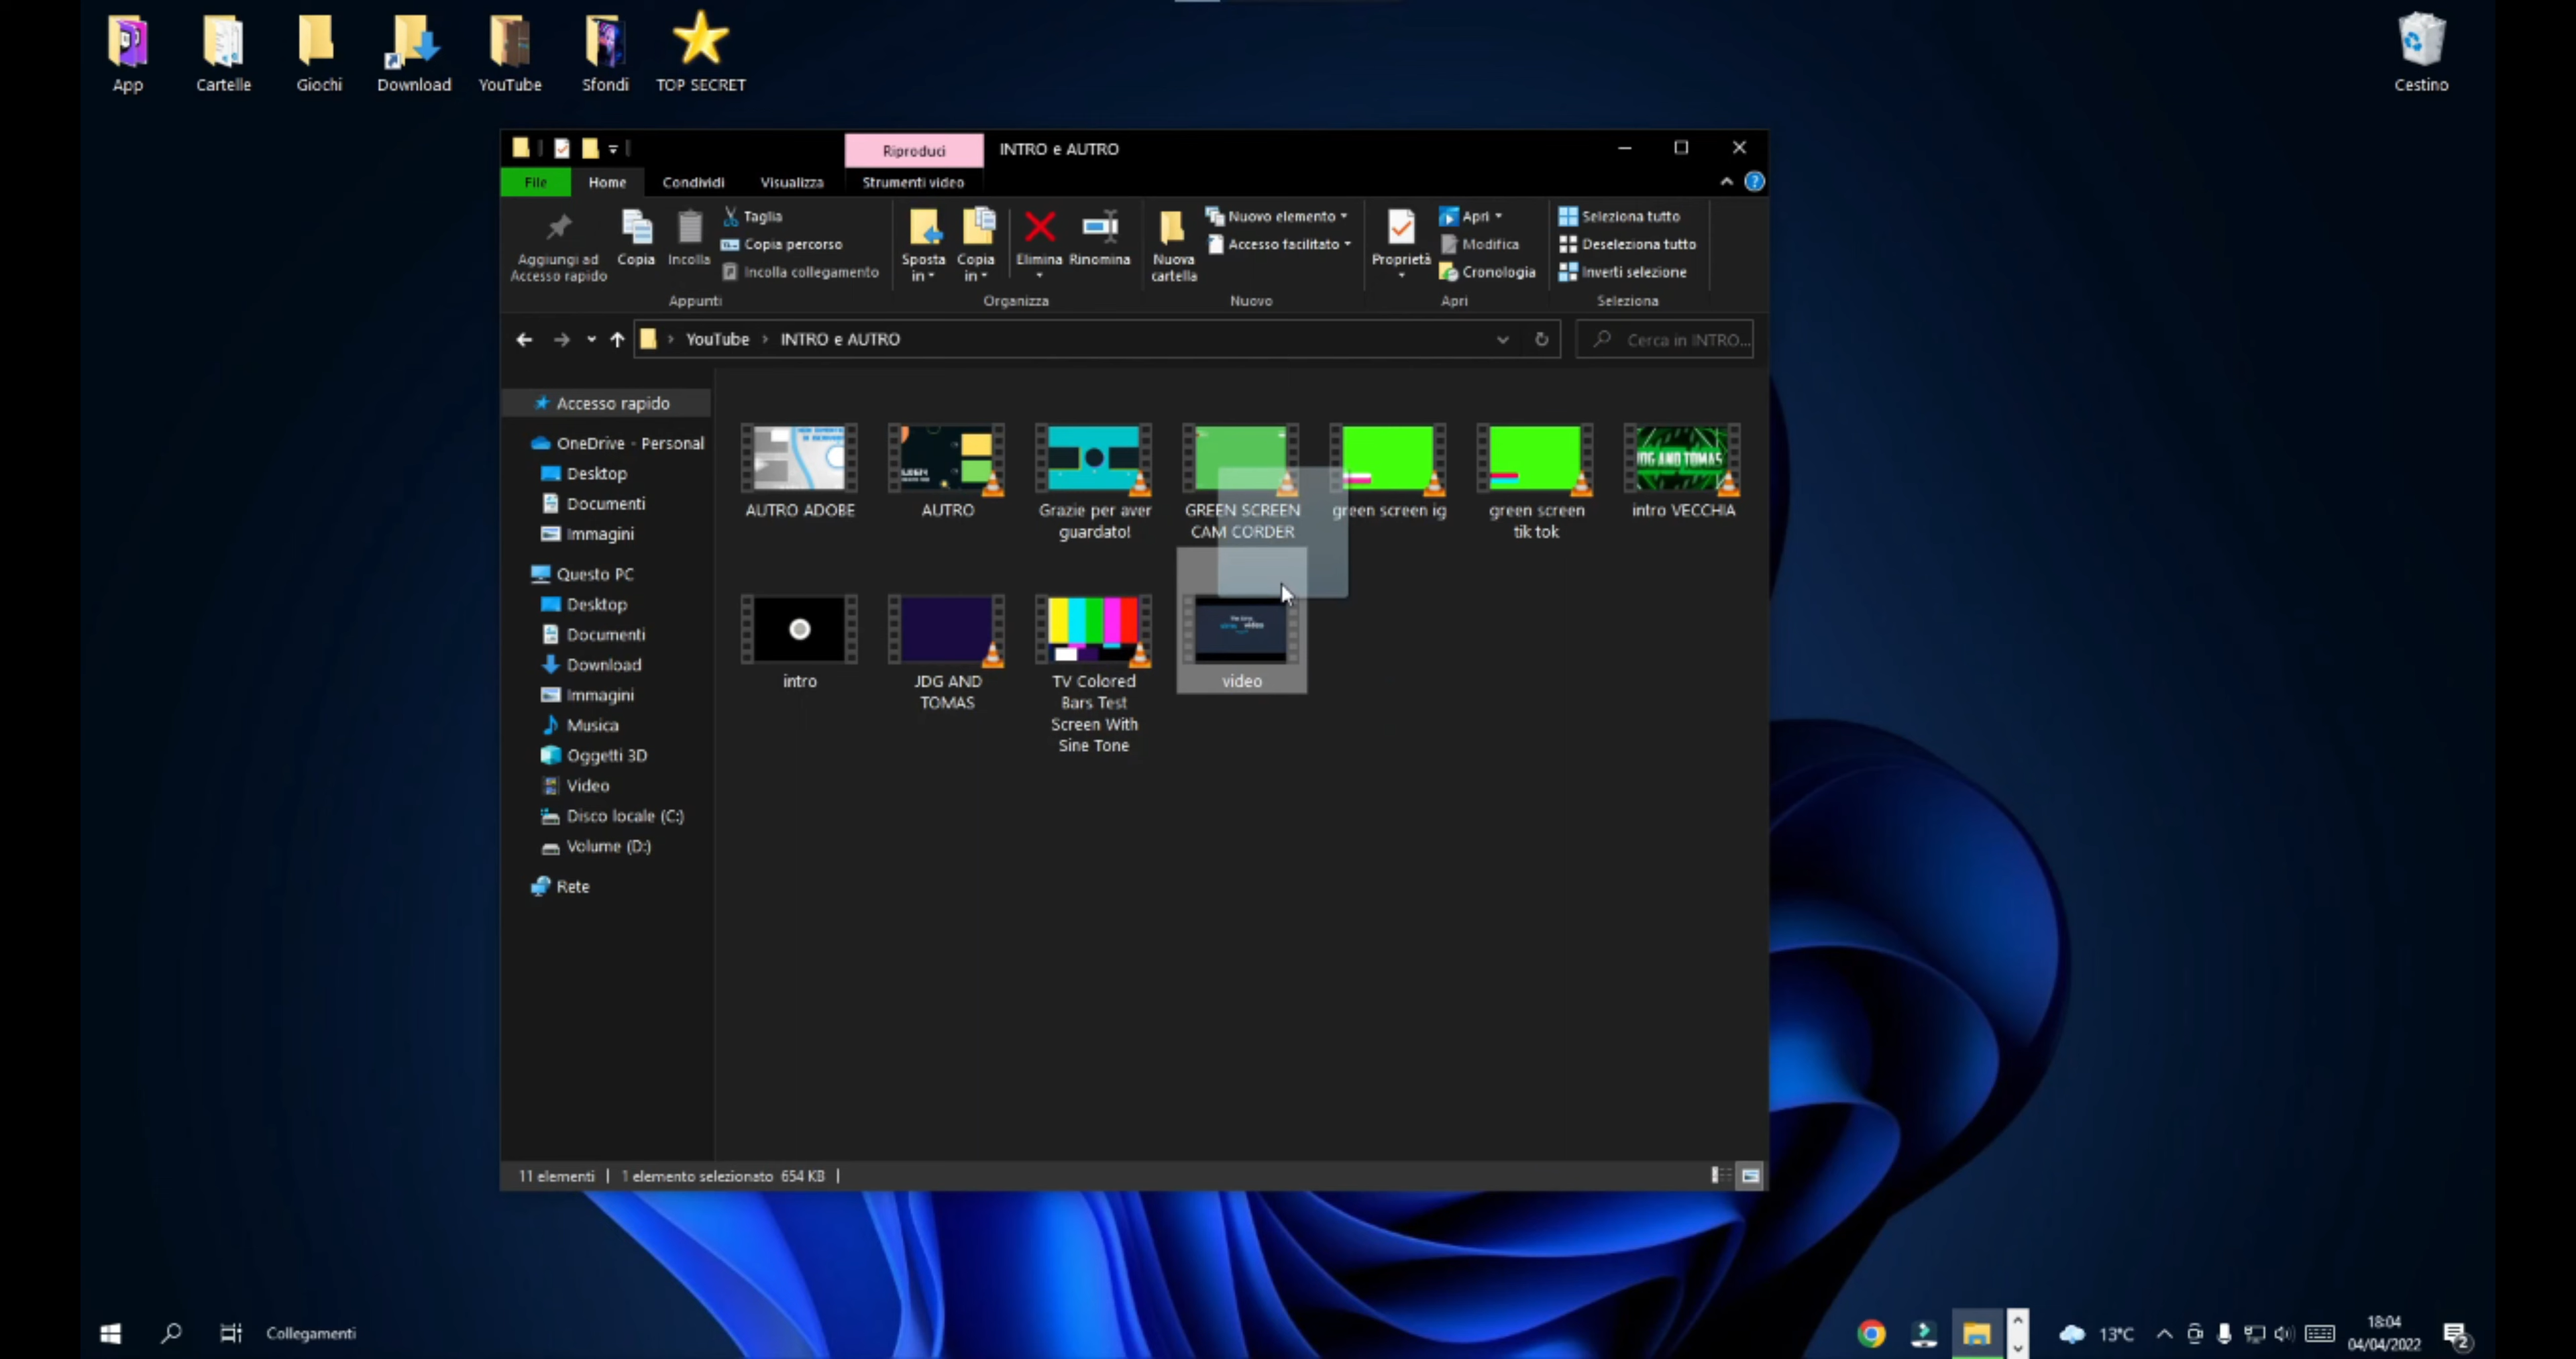 App
Cartelle
Giochi
Download
YouTube
Sfondi
TOP SECRET
Cestino
Riproduci
INTRO e AUTRO
File
Home
Condividi
Visualizza
Strumenti video
Aggiungi ad
Accesso rapido
Copia
Incolla
Taglia
Copia percorso
Incolla collegamento
Appunti
Sposta
in
Copia
in
Elimina
Rinomina
Organizza
Nuova
cartella
Nuovo elemento
Accesso facilitato
Nuovo
Proprietà
Apri
Modifica
Cronologia
Apri
Seleziona tutto
Deseleziona tutto
Inverti selezione
Seleziona
YouTube
INTRO e AUTRO
Cerca in INTRO...
Accesso rapido
OneDrive - Personal
Desktop
Documenti
Immagini
Questo PC
Desktop
Documenti
Download
Immagini
Musica
Oggetti 3D
Video
Disco locale (C:)
Volume (D:)
Rete
AUTRO ADOBE
AUTRO
Grazie per aver
guardato!
GREEN SCREEN
CAM CORDER
green screen ig
green screen
tik tok
JDG AND TOMAS
intro VECCHIA
intro
JDG AND
TOMAS
TV Colored
Bars Test
Screen With
Sine Tone
video
11 elementi
1 elemento selezionato 654 KB
Collegamenti
13°C
18:04
04/04/2022
2